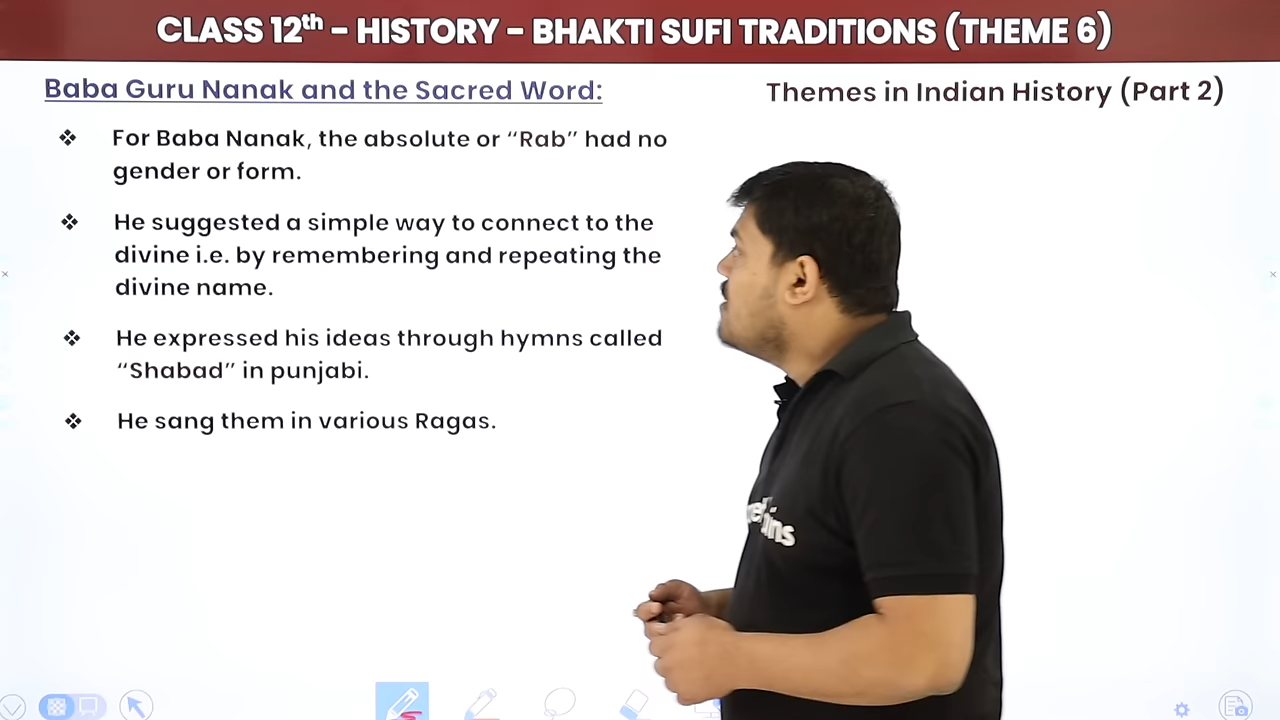 CLASS 12th – HISTORY – BHAKTI SUFI TRADITIONS (THEME 6)
Baba Guru Nanak and the Sacred Word:
Themes in Indian History (Part 2)
❖ For Baba Nanak, the absolute or “Rab” had no
gender or form.
❖ He suggested a simple way to connect to the
divine i.e. by remembering and repeating the
divine name.
❖ He expressed his ideas through hymns called
“Shabad” in punjabi.
❖ He sang them in various Ragas.